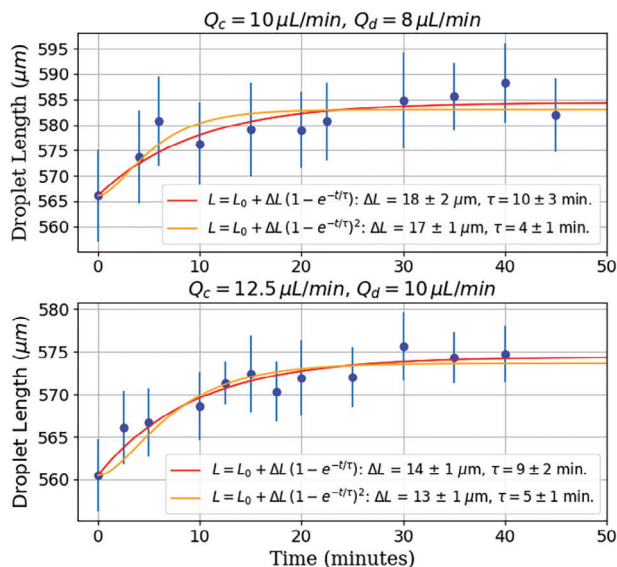 Q_c = 10 μL/min, Q_d = 8 μL/min
Droplet Length (μm)
595
590
585
580
575
570
565
560
L = L_0 + ΔL (1 − e^{−t/τ}): ΔL = 18 ± 2 μm, τ = 10 ± 3 min.
L = L_0 + ΔL (1 − e^{−t/τ})^2: ΔL = 17 ± 1 μm, τ = 4 ± 1 min.
0 10 20 30 40 50
Q_c = 12.5 μL/min, Q_d = 10 μL/min
Droplet Length (μm)
580
575
570
565
560
L = L_0 + ΔL (1 − e^{−t/τ}): ΔL = 14 ± 1 μm, τ = 9 ± 2 min.
L = L_0 + ΔL (1 − e^{−t/τ})^2: ΔL = 13 ± 1 μm, τ = 5 ± 1 min.
0 10 20 30 40 50
Time (minutes)